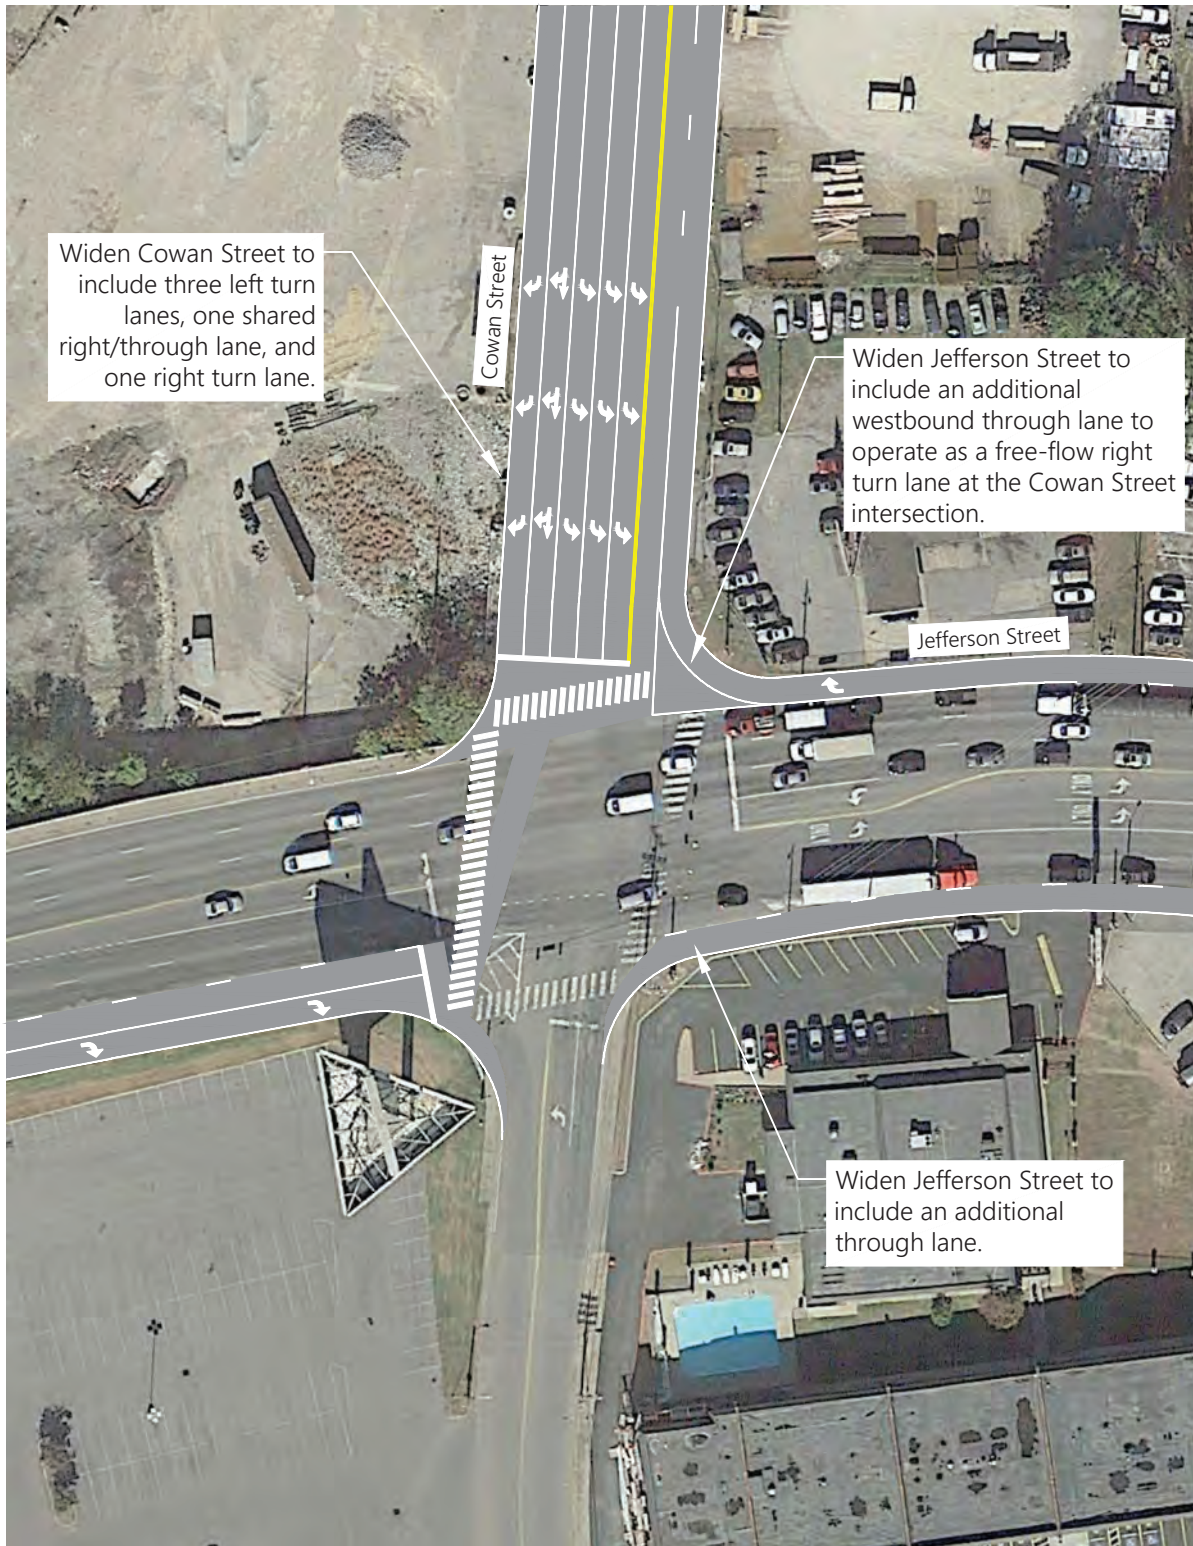 Widen Cowan Street to
include three left turn
lanes, one shared
right/through lane, and
one right turn lane.
Cowan Street
Widen Jefferson Street to
include an additional
westbound through lane to
operate as a free-flow right
turn lane at the Cowan Street
intersection.
Jefferson Street
Widen Jefferson Street to
include an additional
through lane.